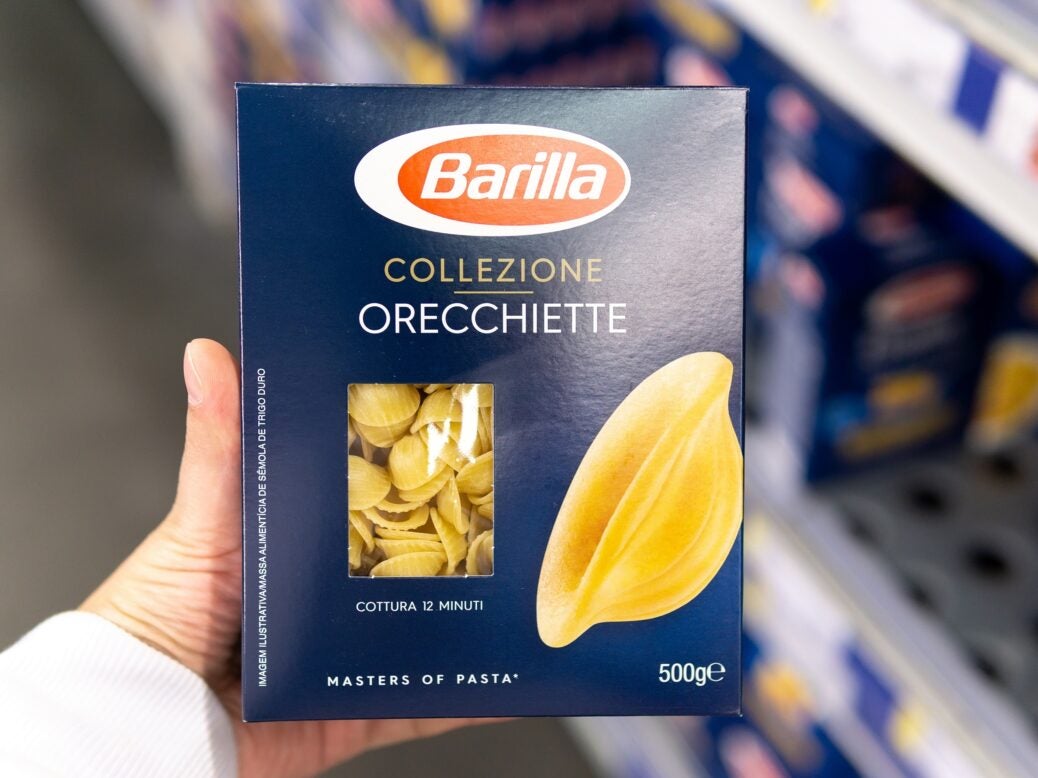 Barilla
COLLEZIONE
ORECCHIETTE
IMAGEM ILUSTRATIVA/MASSA ALIMENTÍCIA DE SÊMOLA DE TRIGO DURO
COTTURA 12 MINUTI
MASTERS OF PASTA*
500g℮